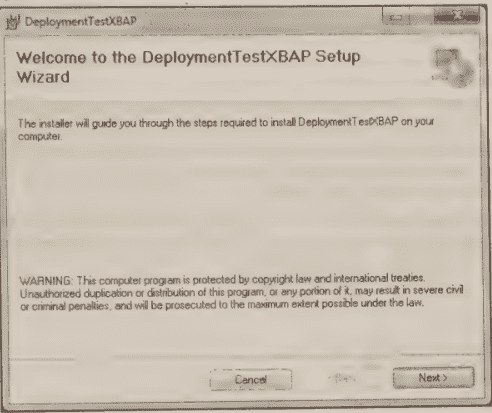 DeploymentTestXBAP
Welcome to the DeploymentTestXBAP Setup
Wizard
The installer will guide you through the steps required to install DeploymentTestXBAP on your
computer.
WARNING: This computer program is protected by copyright law and international treaties.
Unauthorized duplication or distribution of this program, or any portion of it, may result in severe civil
or criminal penalties, and will be prosecuted to the maximum extent possible under the law.
Cancel
Next >